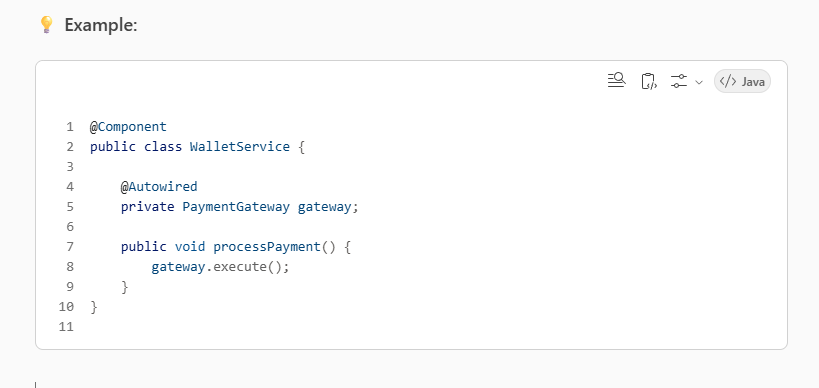 💡 Example:
</> Java
1 @Component
2 public class WalletService {
3
4     @Autowired
5     private PaymentGateway gateway;
6
7     public void processPayment() {
8         gateway.execute();
9     }
10 }
11